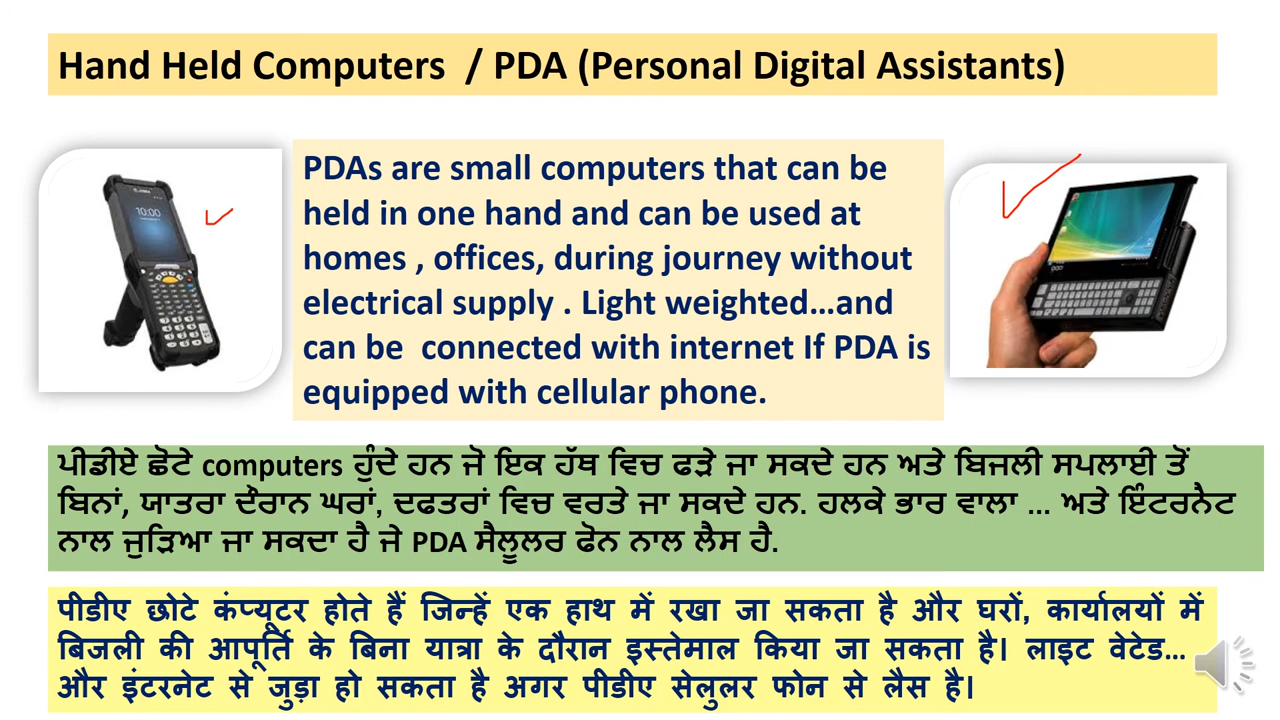 Hand Held Computers / PDA (Personal Digital Assistants)
10:00
PDAs are small computers that can be
held in one hand and can be used at
homes , offices, during journey without
electrical supply . Light weighted...and
can be connected with internet If PDA is
equipped with cellular phone.
ਪੀਡੀਏ ਛੋਟੇ computers ਹੁੰਦੇ ਹਨ ਜੋ ਇਕ ਹੱਥ ਵਿਚ ਫੜੇ ਜਾ ਸਕਦੇ ਹਨ ਅਤੇ ਬਿਜਲੀ ਸਪਲਾਈ ਤੋਂ
ਬਿਨਾਂ, ਯਾਤਰਾ ਦੌਰਾਨ ਘਰਾਂ, ਦਫਤਰਾਂ ਵਿਚ ਵਰਤੇ ਜਾ ਸਕਦੇ ਹਨ. ਹਲਕੇ ਭਾਰ ਵਾਲਾ ... ਅਤੇ ਇੰਟਰਨੈਟ
ਨਾਲ ਜੁੜਿਆ ਜਾ ਸਕਦਾ ਹੈ ਜੇ PDA ਸੈਲੂਲਰ ਫੋਨ ਨਾਲ ਲੈਸ ਹੈ.
पीडीए छोटे कंप्यूटर होते हैं जिन्हें एक हाथ में रखा जा सकता है और घरों, कार्यालयों में
बिजली की आपूर्ति के बिना यात्रा के दौरान इस्तेमाल किया जा सकता है। लाइट वेटेड...
और इंटरनेट से जुड़ा हो सकता है अगर पीडीए सेलुलर फोन से लैस है।